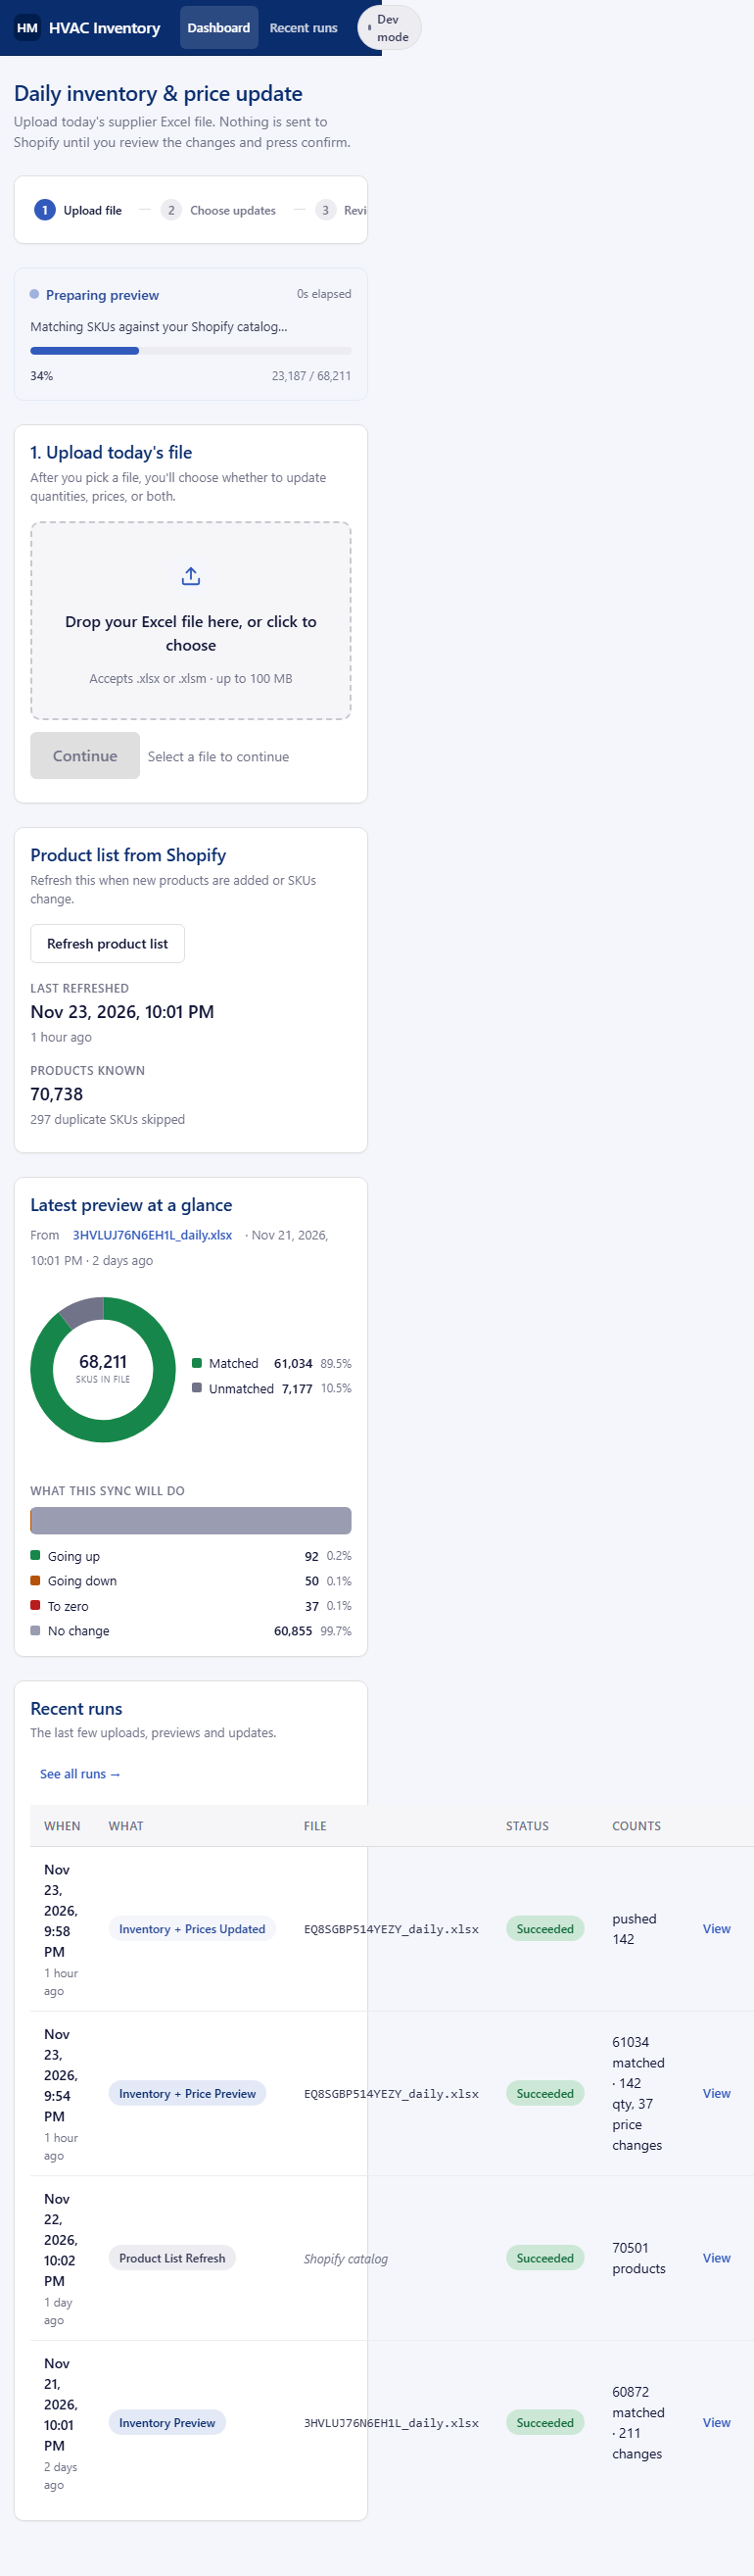 HM HVAC Inventory Dashboard Recent runs Dev mode
Daily inventory & price update
Upload today's supplier Excel file. Nothing is sent to
Shopify until you review the changes and press confirm.
1 Upload file 2 Choose updates 3 Revi
Preparing preview 0s elapsed
Matching SKUs against your Shopify catalog...
34% 23,187 / 68,211
1. Upload today's file
After you pick a file, you'll choose whether to update
quantities, prices, or both.
Drop your Excel file here, or click to
choose
Accepts .xlsx or .xlsm · up to 100 MB
Continue Select a file to continue
Product list from Shopify
Refresh this when new products are added or SKUs
change.
Refresh product list
LAST REFRESHED
Nov 23, 2026, 10:01 PM
1 hour ago
PRODUCTS KNOWN
70,738
297 duplicate SKUs skipped
Latest preview at a glance
From 3HVLUJ76N6EH1L_daily.xlsx · Nov 21, 2026,
10:01 PM · 2 days ago
68,211
SKUS IN FILE
Matched 61,034 89.5%
Unmatched 7,177 10.5%
WHAT THIS SYNC WILL DO
Going up 92 0.2%
Going down 50 0.1%
To zero 37 0.1%
No change 60,855 99.7%
Recent runs
The last few uploads, previews and updates.
See all runs →
WHEN WHAT FILE STATUS COUNTS
Nov
23,
2026,
9:58
PM
1 hour
ago
Inventory + Prices Updated
EQ8SGBP514YEZY_daily.xlsx
Succeeded
pushed
142
View
Nov
23,
2026,
9:54
PM
1 hour
ago
Inventory + Price Preview
EQ8SGBP514YEZY_daily.xlsx
Succeeded
61034
matched
· 142
qty, 37
price
changes
View
Nov
22,
2026,
10:02
PM
1 day
ago
Product List Refresh
Shopify catalog
Succeeded
70501
products
View
Nov
21,
2026,
10:01
PM
2 days
ago
Inventory Preview
3HVLUJ76N6EH1L_daily.xlsx
Succeeded
60872
matched
· 211
changes
View